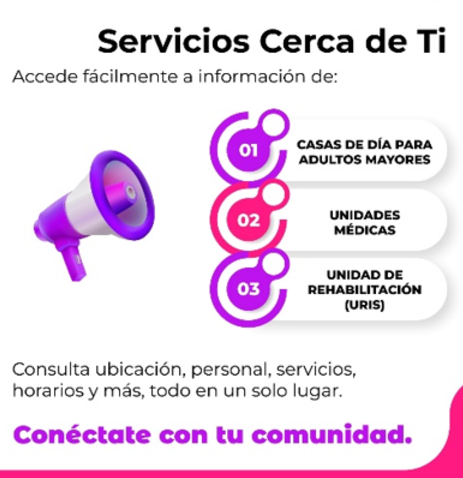 Servicios Cerca de Ti
Accede fácilmente a información de:
01
CASAS DE DÍA PARA
ADULTOS MAYORES
02
UNIDADES
MÉDICAS
03
UNIDAD DE
REHABILITACIÓN
(URIS)
Consulta ubicación, personal, servicios,
horarios y más, todo en un solo lugar.
Conéctate con tu comunidad.